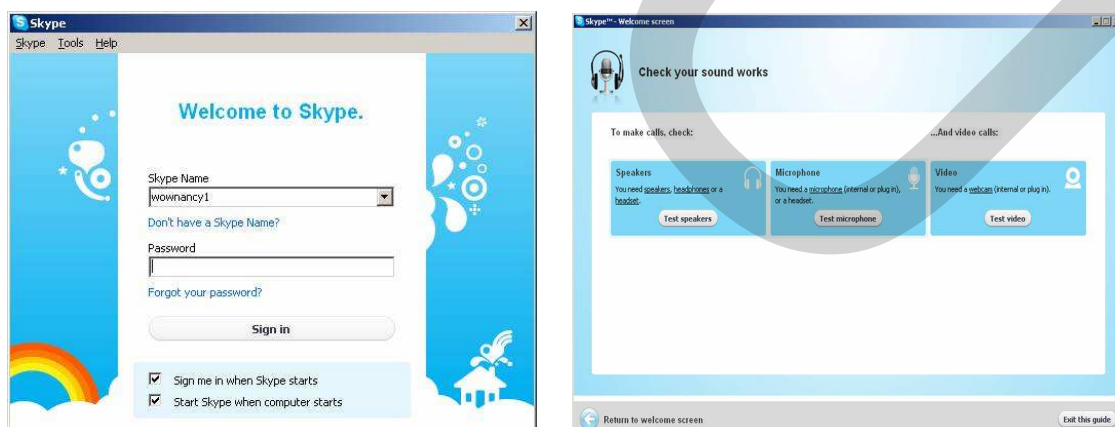 Skype
Skype Tools Help
Welcome to Skype.
Skype Name
wownancy1
Don't have a Skype Name?
Password
Forgot your password?
Sign in
Sign me in when Skype starts
Start Skype when computer starts
Skype™ - Welcome screen
Check your sound works
To make calls, check:
...And video calls:
Speakers
You need speakers, headphones or a
headset.
Test speakers
Microphone
You need a microphone (internal or plug in),
or a headset.
Test microphone
Video
You need a webcam (internal or plug in).
Test video
Return to welcome screen
Exit this guide